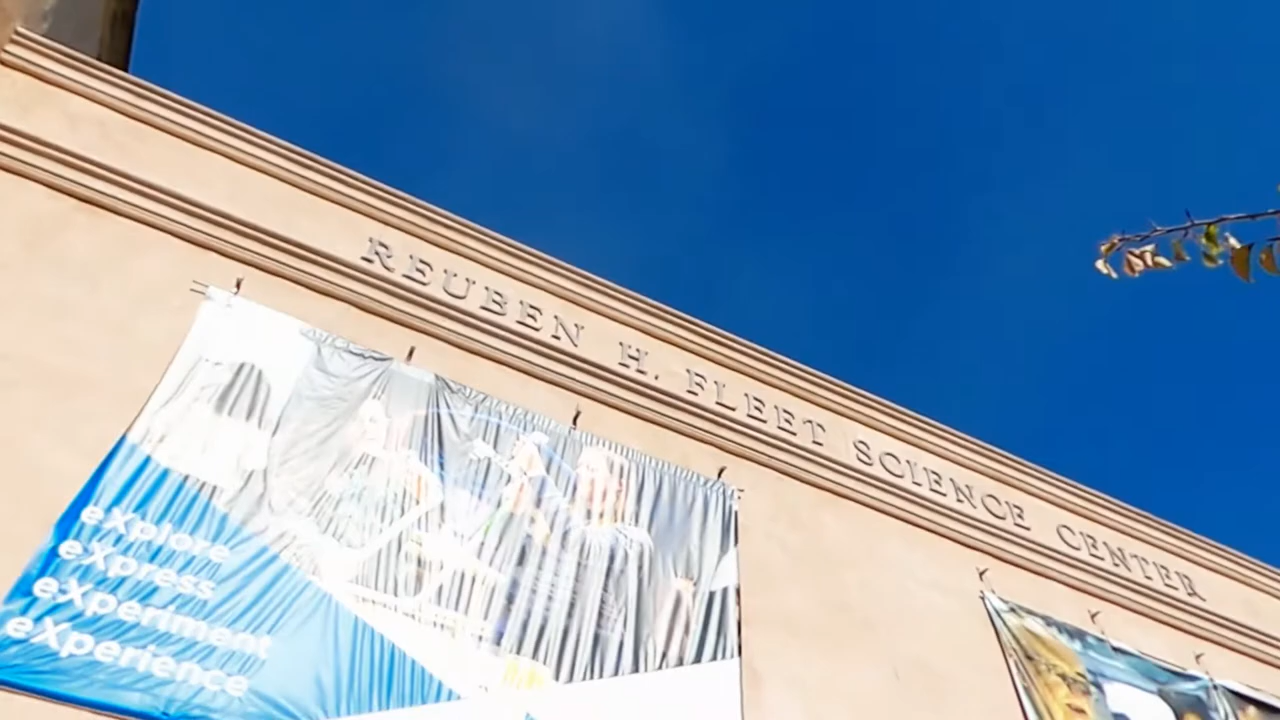 REUBEN H. FLEET SCIENCE CENTER
eXplore
eXpress
eXperiment
eXperience